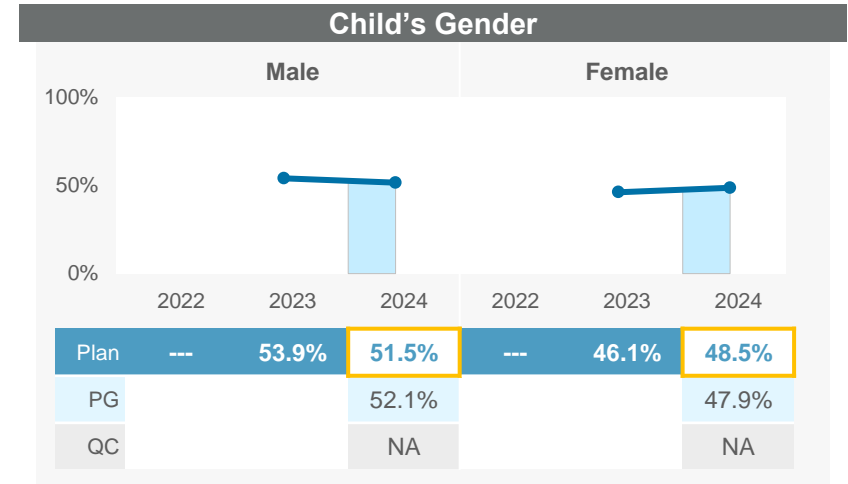 Child’s Gender
Male Female
100%
50%
0%
2022 2023 2024 2022 2023 2024
Plan --- 53.9% 51.5% --- 46.1% 48.5%
PG 52.1% 47.9%
QC NA NA